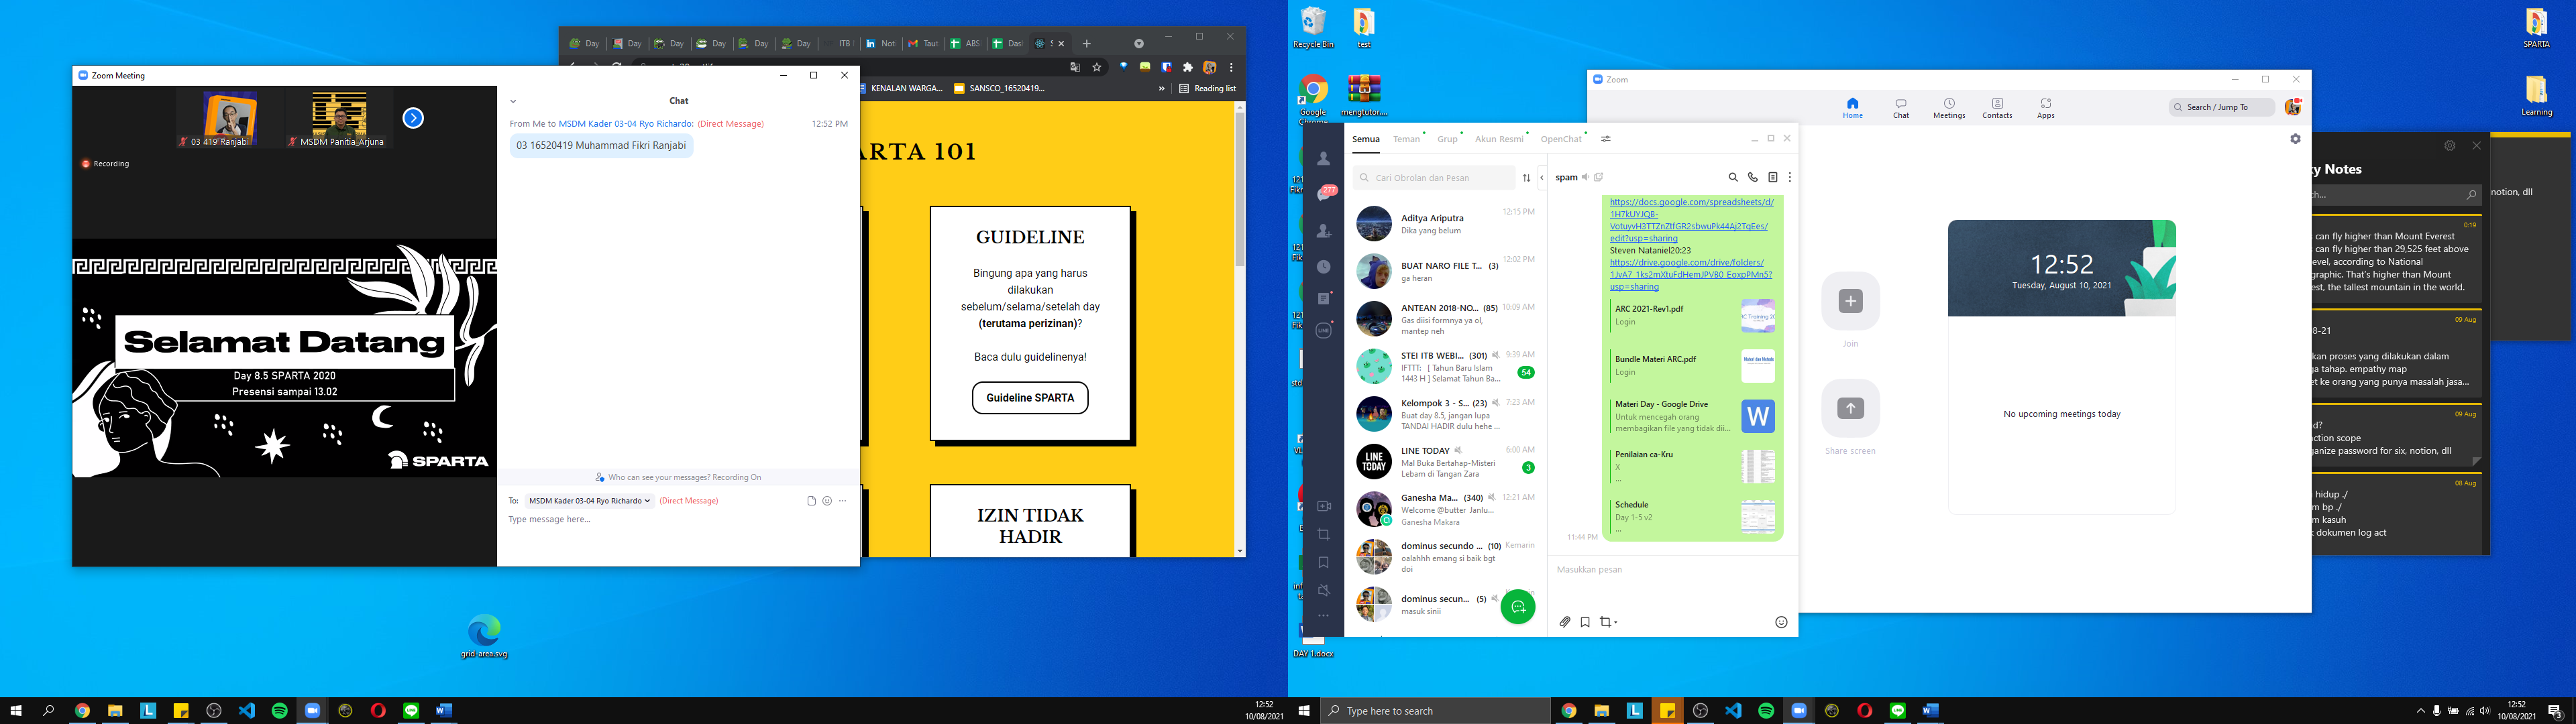 Zoom Meeting
03 419 Ranjabi
MSDM Panitia_Arjuna
Recording
Selamat Datang
Day 8.5 SPARTA 2020
Presensi sampai 13.02
SPARTA
Chat
From Me to MSDM Kader 03-04 Ryo Richardo: (Direct Message) 12:52 PM
03 16520419 Muhammad Fikri Ranjabi
Who can see your messages? Recording On
To: MSDM Kader 03-04 Ryo Richardo (Direct Message)
Type message here...
Day
Day
Day
Day
Day
Day
ITB
Not
Taut
ABS
Das
KENALAN WARGA...
SANSCO_16520419...
Reading list
ARTA 101
GUIDELINE
Bingung apa yang harus
dilakukan
sebelum/selama/setelah day
(terutama perizinan)?
Baca dulu guidelinenya!
Guideline SPARTA
IZIN TIDAK
HADIR
grid-area.svg
12:52
10/08/2021
Recycle Bin
test
Google
Chrome
mengtutor....
DAY 1.docx
SPARTA
Learning
Semua Teman Grup Akun Resmi OpenChat
277
Cari Obrolan dan Pesan
Aditya Ariputra 12:15 PM
Dika yang belum
BUAT NARO FILE T... (3) 12:02 PM
ga heran
ANTEAN 2018-NO... (85) 10:09 AM
Gas diisi formnya ya ol,
mantep neh
STEI ITB WEBI... (301) 9:39 AM
IFTTT: [ Tahun Baru Islam
1443 H ] Selamat Tahun Ba... 54
Kelompok 3 - S... (23) 7:23 AM
Buat day 8.5, jangan lupa
TANDAI HADIR dulu hehe ...
LINE TODAY 6:00 AM
Mal Buka Bertahap-Misteri
Lebam di Tangan Zara 3
Ganesha Ma... (340) 12:21 AM
Welcome @butter Janlu...
Ganesha Makara
dominus secundo ... (10) Kemarin
oalahhh emang si baik bgt
doi
dominus secun... (5)
masuk sinii
spam
https://docs.google.com/spreadsheets/d/
1H7kUYJQB-
VotuyvH3TTZnZtfGR2sbwuPk44Aj2TqEes/
edit?usp=sharing
Steven Nataniel20:23
https://drive.google.com/drive/folders/
1JvA7_1ks2mXtuFdHemJPVB0_EoxpPMn5?
usp=sharing
ARC 2021-Rev1.pdf
Login
Bundle Materi ARC.pdf
Login
Materi Day - Google Drive
Untuk mencegah orang
membagikan file yang tidak dii...
Penilaian ca-Kru
X
...
Schedule
Day 1-5 v2
...
11:44 PM
Masukkan pesan
Zoom
Home Chat Meetings Contacts Apps
Search / Jump To
Join
Share screen
12:52
Tuesday, August 10, 2021
No upcoming meetings today
y Notes
notion, dll
0:19
can fly higher than Mount Everest
can fly higher than 29,525 feet above
evel, according to National
graphic. That's higher than Mount
est, the tallest mountain in the world.
09 Aug
8-21
kan proses yang dilakukan dalam
ga tahap. empathy map
et ke orang yang punya masalah jasa...
09 Aug
d?
action scope
ganize password for six, notion, dll
08 Aug
i hidup ./
m bp ./
m kasuh
dokumen log act
Type here to search
12:52
10/08/2021